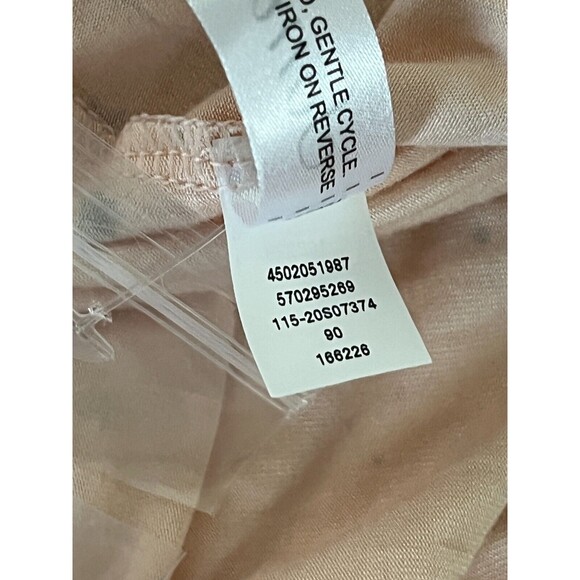 , GENTLE CYCLE.
IRON ON REVERSE
4502051987
570295269
115-20S07374
90
166226